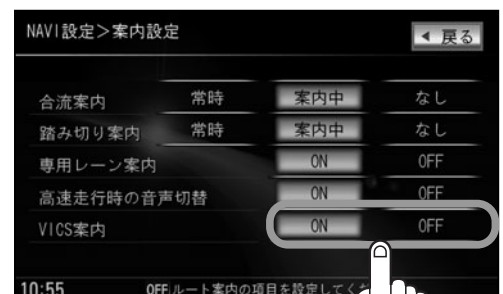 NAVI設定>案内設定
◀ 戻る
合流案内 常時 案内中 なし
踏み切り案内 常時 案内中 なし
専用レーン案内 ON OFF
高速走行時の音声切替 ON OFF
VICS案内 ON OFF
10:55 OFF ルート案内の項目を設定してくだ